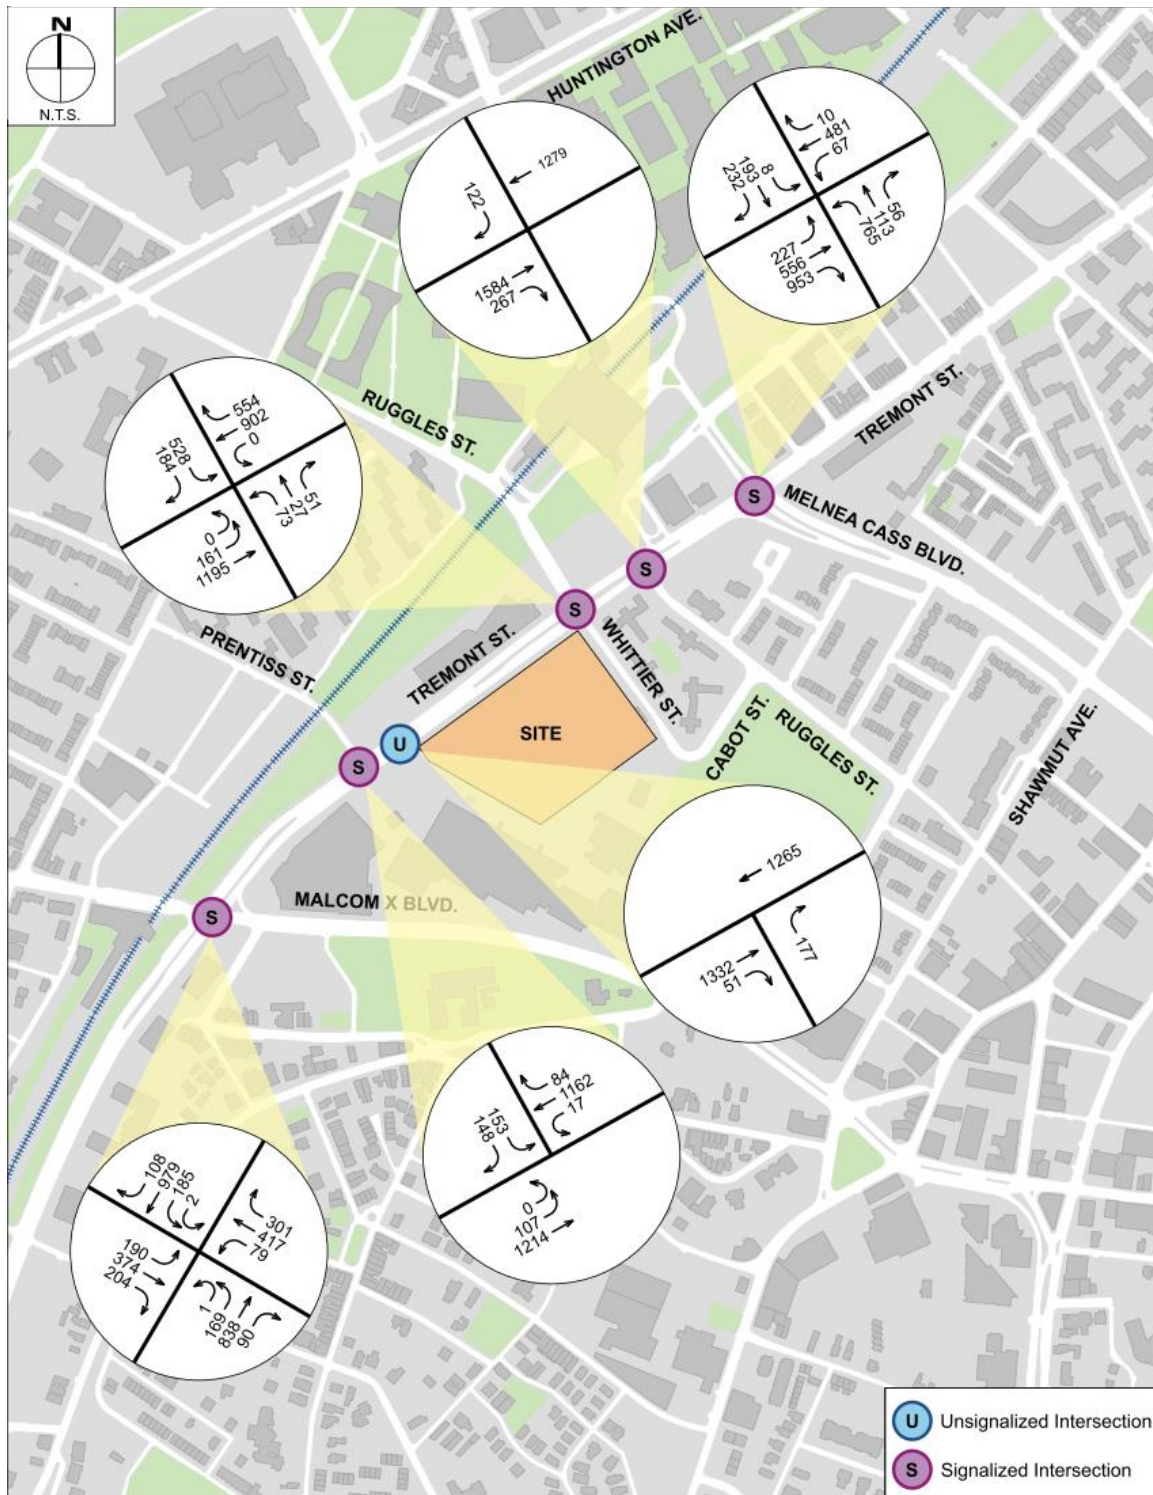 N
N.T.S.
HUNTINGTON AVE.
1279
122
1584
267
10
481
67
8
193
232
56
113
765
227
556
953
TREMONT ST.
RUGGLES ST.
554
902
0
528
184
51
27
73
0
161
1195
S
MELNEA CASS BLVD.
S
S
PRENTISS ST.
TREMONT ST.
WHITTIER ST.
SITE
U
S
CABOT ST.
RUGGLES ST.
SHAWMUT AVE.
1265
177
1332
51
MALCOM X BLVD.
S
84
1162
17
153
148
0
107
1214
108
979
185
2
301
417
79
190
374
204
1
169
838
90
U Unsignalized Intersection
S Signalized Intersection